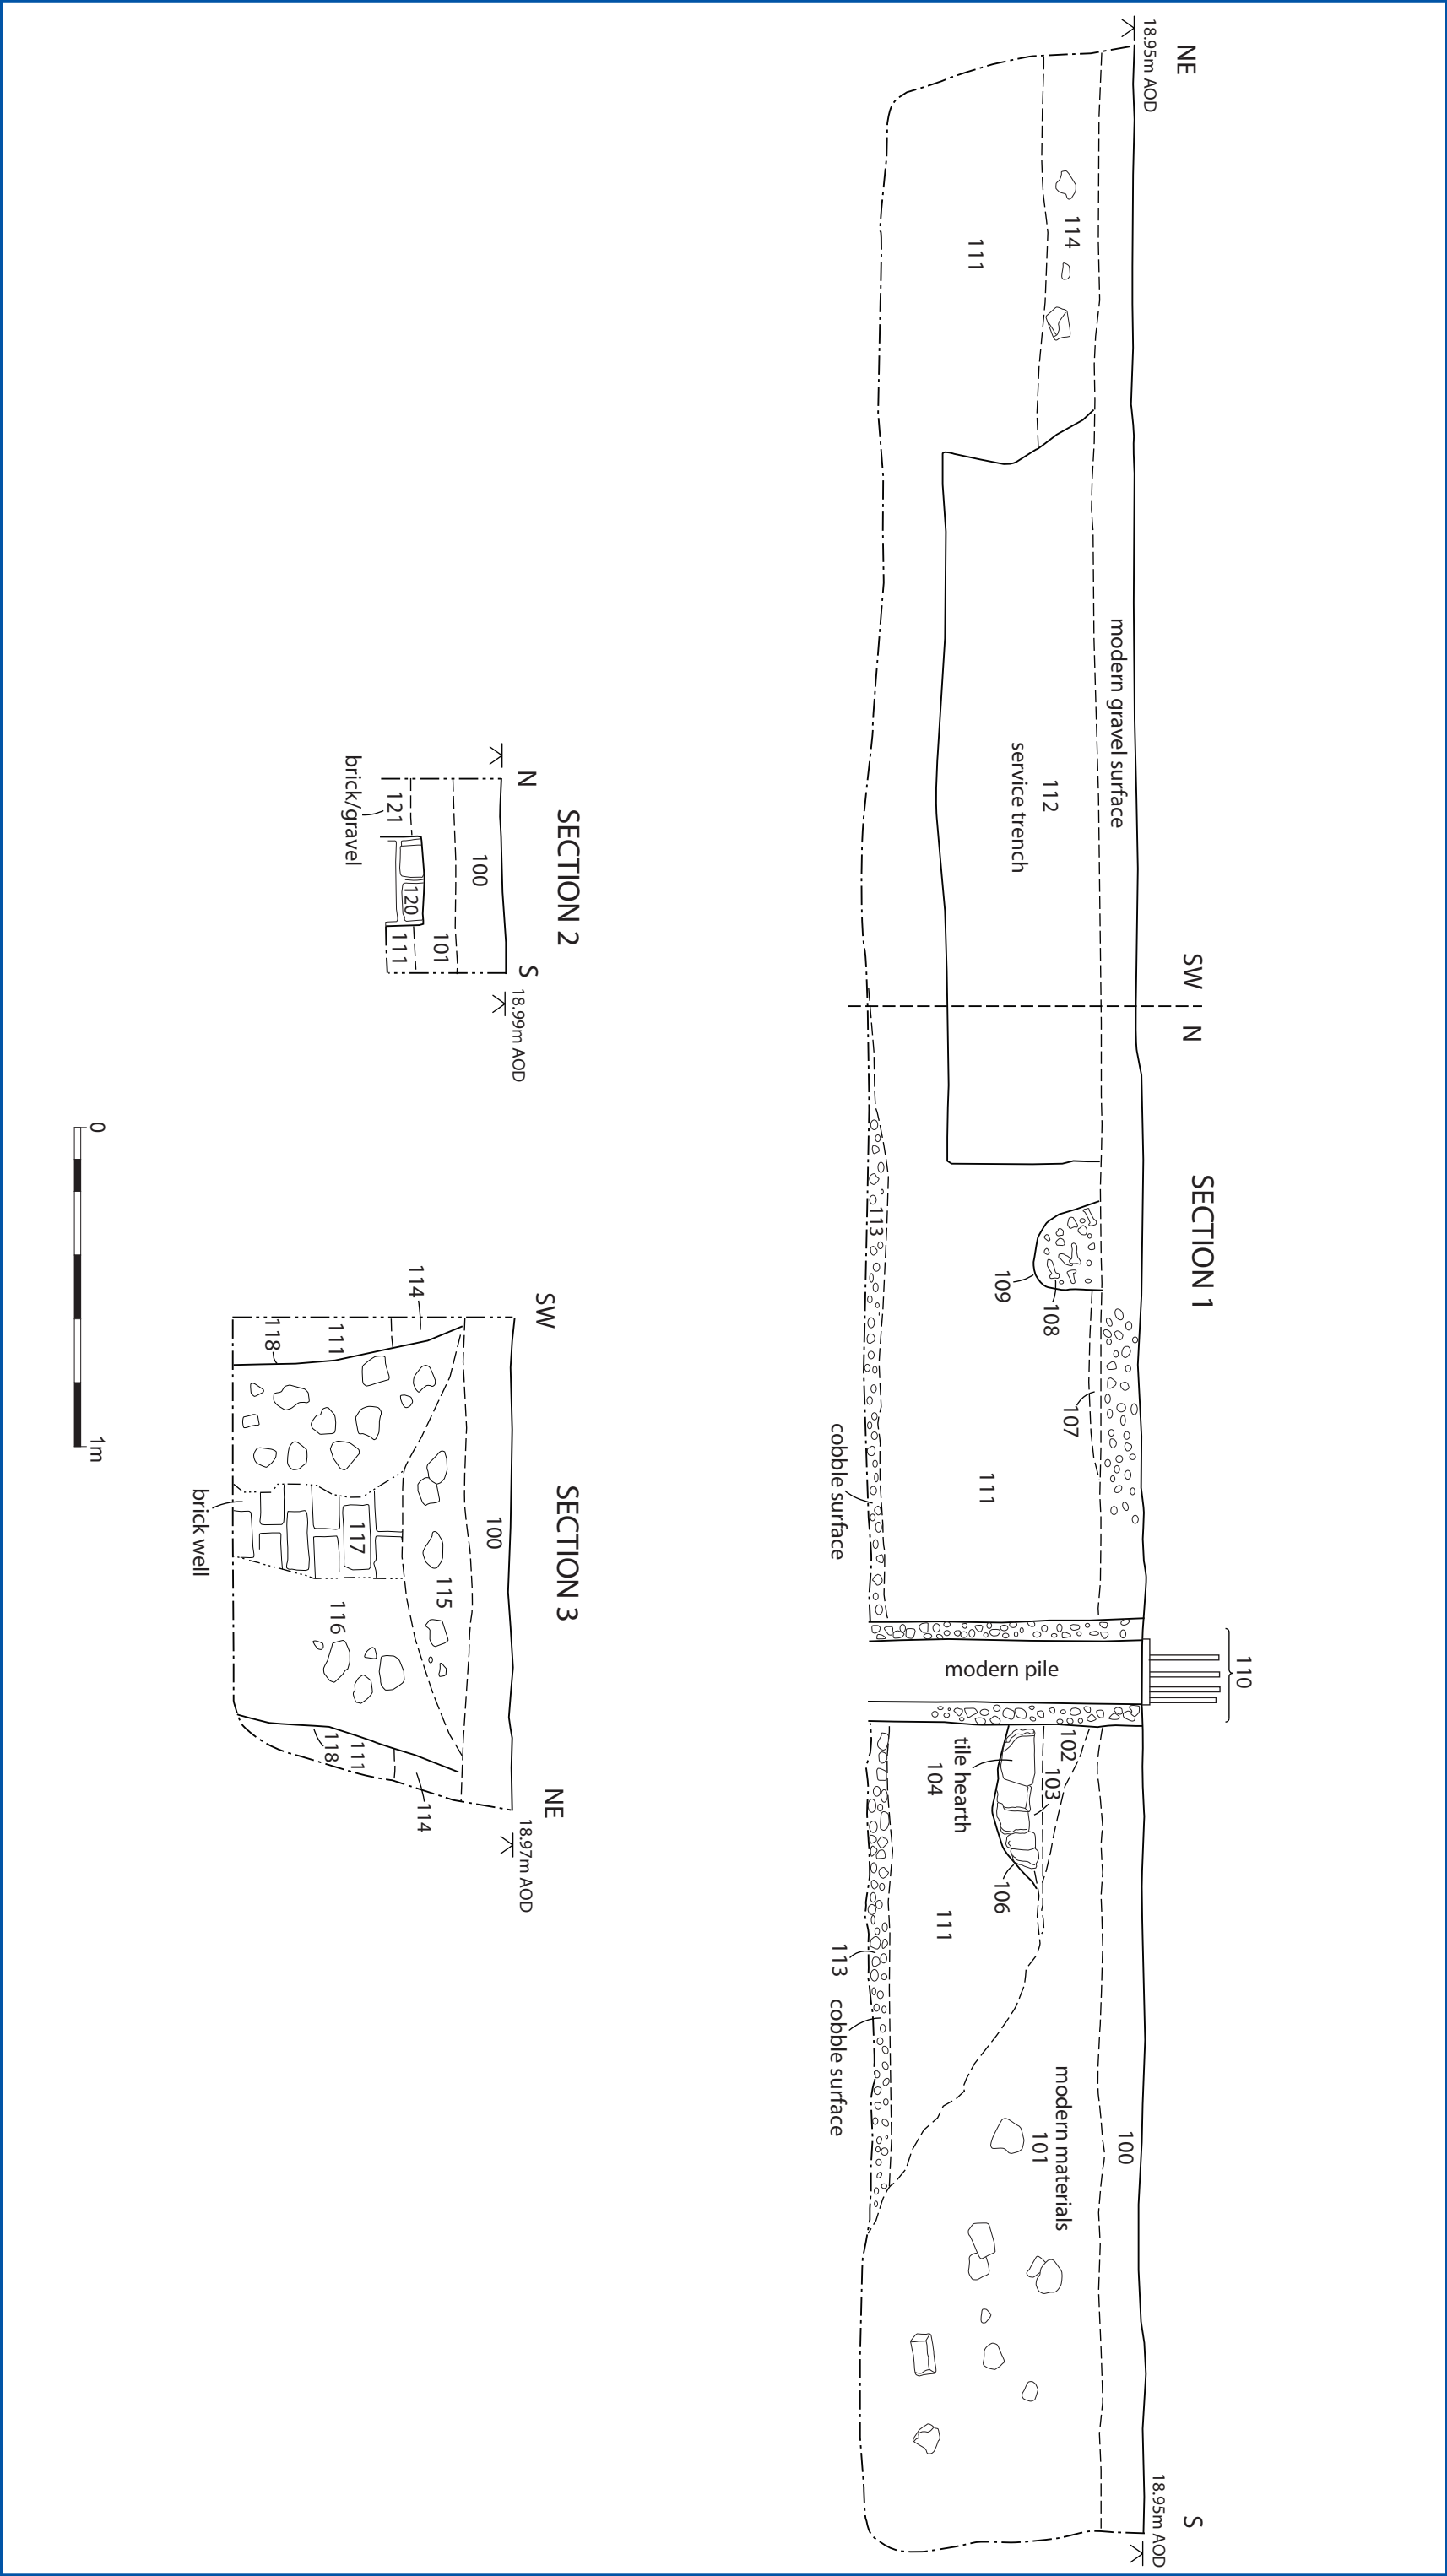 SECTION 1
NE
SW
N
S
18.95m AOD
18.95m AOD
110
modern gravel surface
100
114
112
service trench
111
109
108
107
111
113
cobble surface
modern pile
102
103
tile hearth
104
106
111
113
cobble surface
modern materials
101
SECTION 2
N
S
18.99m AOD
100
101
121
120
111
brick/gravel
SECTION 3
SW
NE
18.97m AOD
114
100
111
118
115
117
116
brick well
118
111
114
0
1m